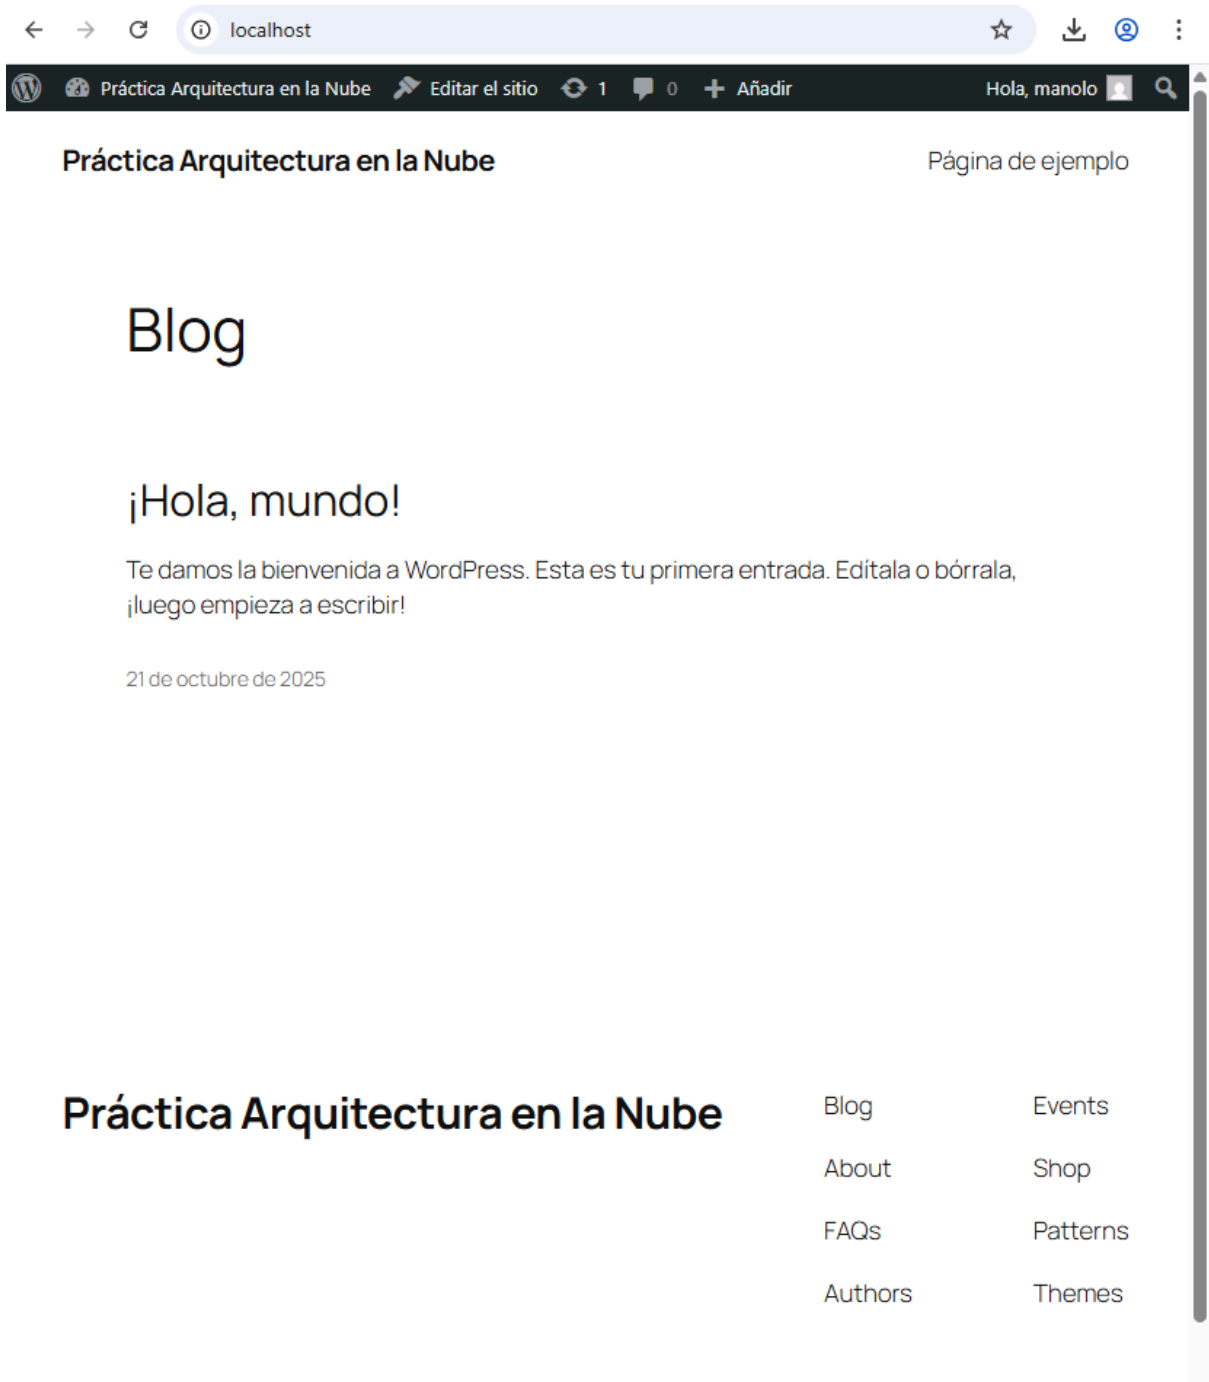 localhost
Práctica Arquitectura en la Nube Editar el sitio 1 0 Añadir Hola, manolo
Práctica Arquitectura en la Nube Página de ejemplo
Blog
¡Hola, mundo!
Te damos la bienvenida a WordPress. Esta es tu primera entrada. Edítala o bórrala,
¡luego empieza a escribir!
21 de octubre de 2025
Práctica Arquitectura en la Nube
Blog Events
About Shop
FAQs Patterns
Authors Themes